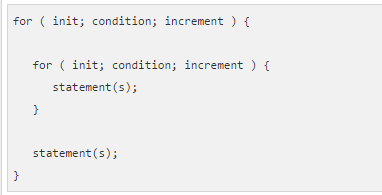 for ( init; condition; increment ) {
for ( init; condition; increment ) {
statement(s);
}
statement(s);
}